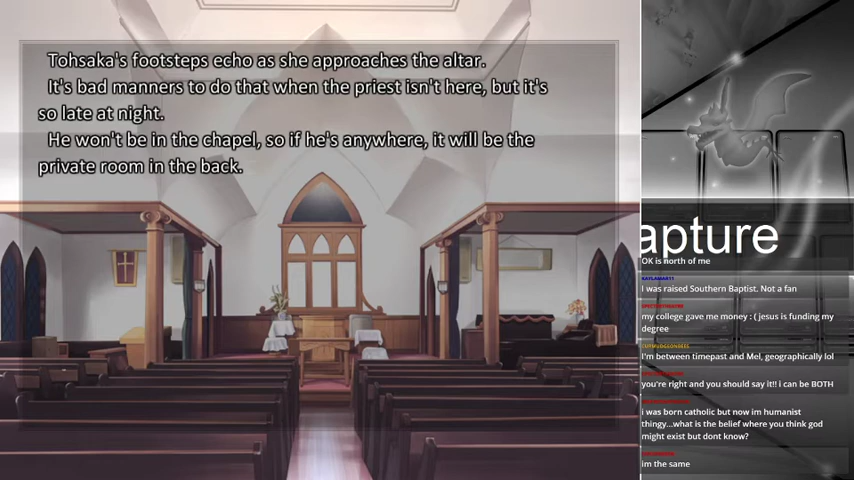 Tohsaka's footsteps echo as she approaches the altar.
It's bad manners to do that when the priest isn't here, but it's
so late at night.
He won't be in the chapel, so if he's anywhere, it will be the
private room in the back.
apture
OK is north of me
I was raised Southern Baptist. Not a fan
my college gave me money : ( jesus is funding my
degree
I'm between timepast and Mel, geographically lol
you're right and you should say it!! i can be BOTH
i was born catholic but now im humanist
thingy...what is the belief where you think god
might exist but dont know?
im the same